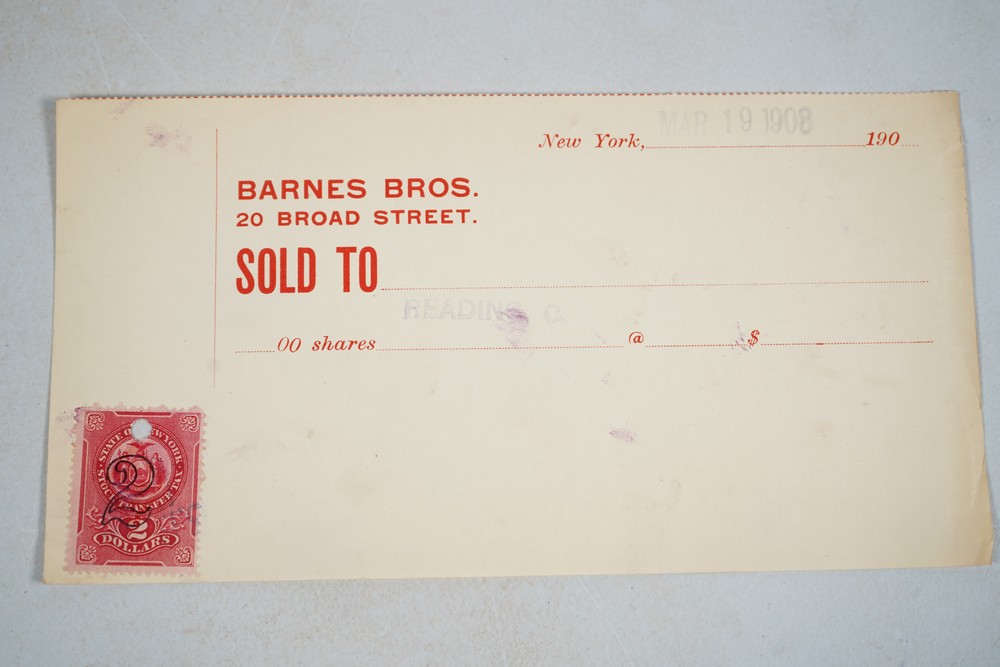 New York, MAR 19 1908 190
BARNES BROS.
20 BROAD STREET.
SOLD TO
READING C
00 shares @ $
STATE OF NEW YORK
STOCK TRANSFER TAX
2
2
DOLLARS